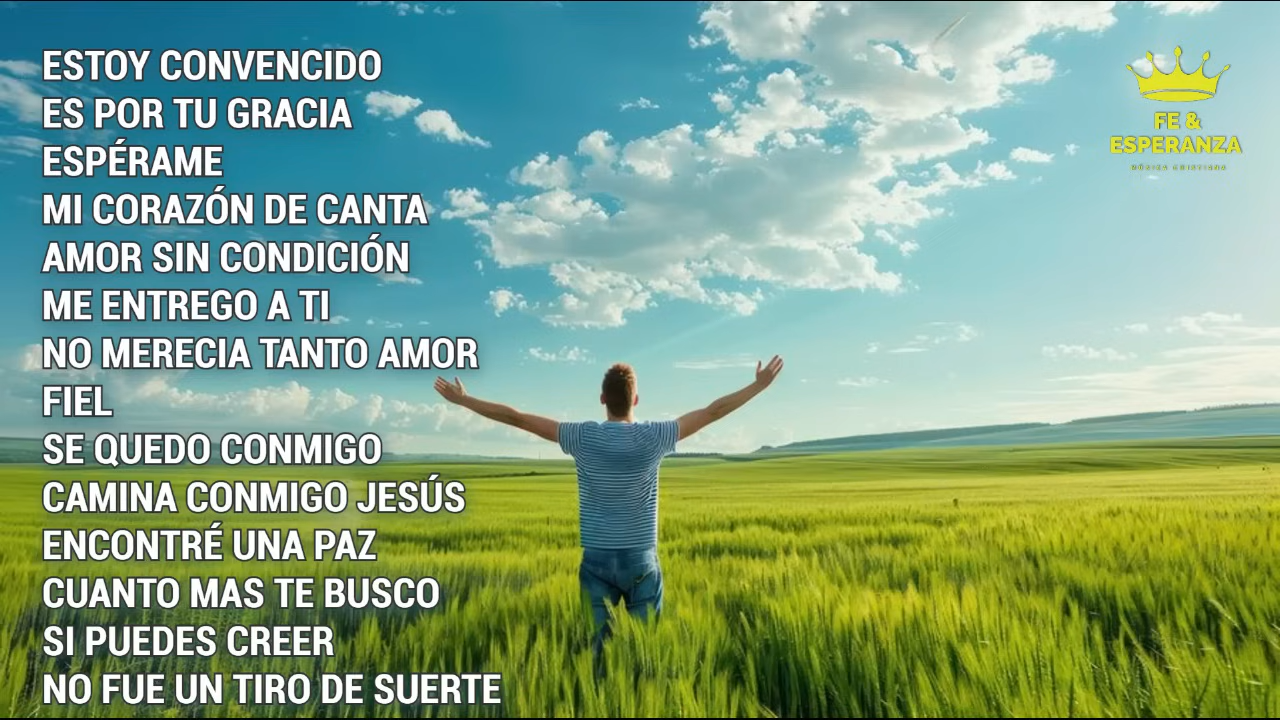 ESTOY CONVENCIDO
ES POR TU GRACIA
ESPÉRAME
MI CORAZÓN DE CANTA
AMOR SIN CONDICIÓN
ME ENTREGO A TI
NO MERECIA TANTO AMOR
FIEL
SE QUEDO CONMIGO
CAMINA CONMIGO JESÚS
ENCONTRÉ UNA PAZ
CUANTO MAS TE BUSCO
SI PUEDES CREER
NO FUE UN TIRO DE SUERTE
FE &
ESPERANZA
MÚSICA CRISTIANA